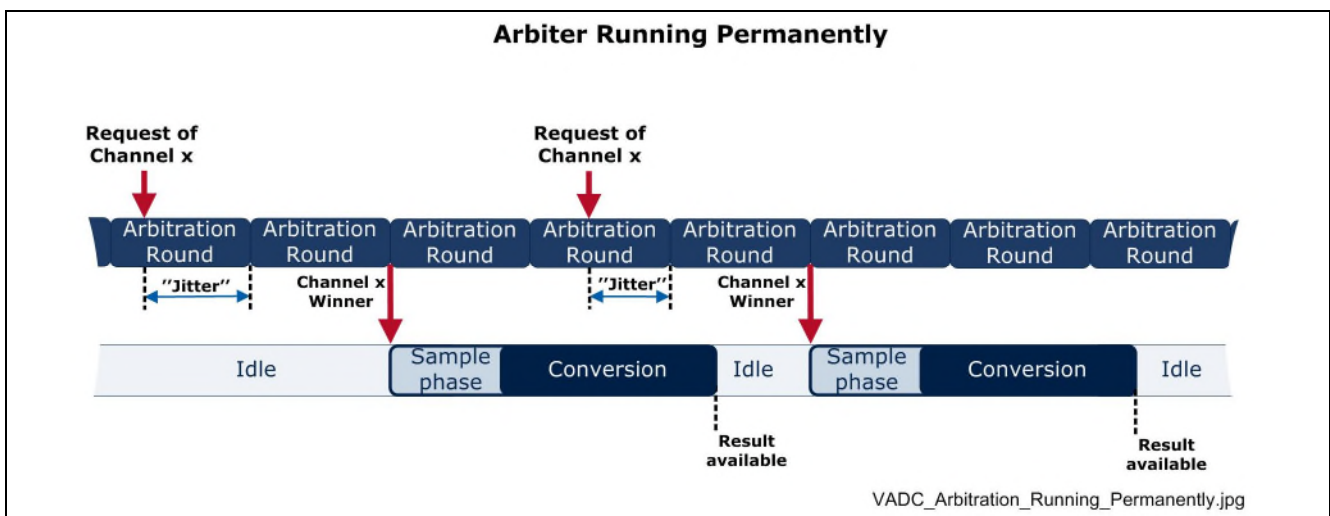 Arbiter Running Permanently
Request of
Channel x
Request of
Channel x
Arbitration
Round
Arbitration
Round
Arbitration
Round
Arbitration
Round
Arbitration
Round
Arbitration
Round
Arbitration
Round
Arbitration
Round
"Jitter"
Channel x
Winner
"Jitter"
Channel x
Winner
Idle
Sample
phase
Conversion
Idle
Sample
phase
Conversion
Idle
Result
available
Result
available
VADC_Arbitration_Running_Permanently.jpg